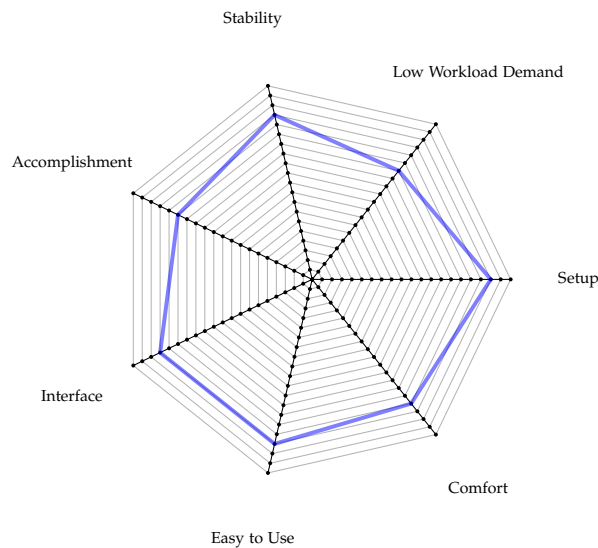 Stability
Low Workload Demand
Accomplishment
Setup
Interface
Comfort
Easy to Use